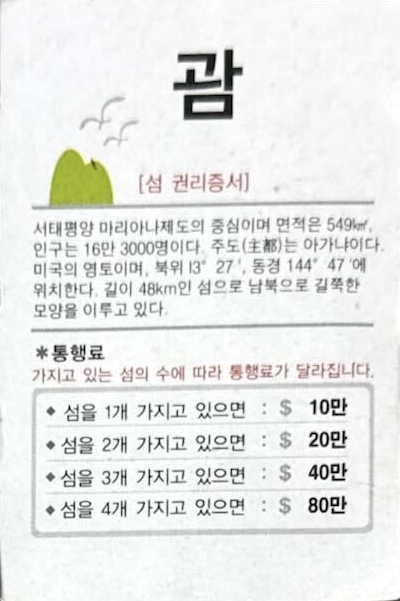 괌
[섬 권리증서]
서태평양 마리아나제도의 중심이며 면적은 549㎢,
인구는 16만 3000명이다. 주도(主都)는 아가냐이다.
미국의 영토이며, 북위 13° 27′, 동경 144° 47′에
위치한다. 길이 48km인 섬으로 남북으로 길쭉한
모양을 이루고 있다.
*통행료
가지고 있는 섬의 수에 따라 통행료가 달라집니다.
◆ 섬을 1개 가지고 있으면 : $ 10만
◆ 섬을 2개 가지고 있으면 : $ 20만
◆ 섬을 3개 가지고 있으면 : $ 40만
◆ 섬을 4개 가지고 있으면 : $ 80만